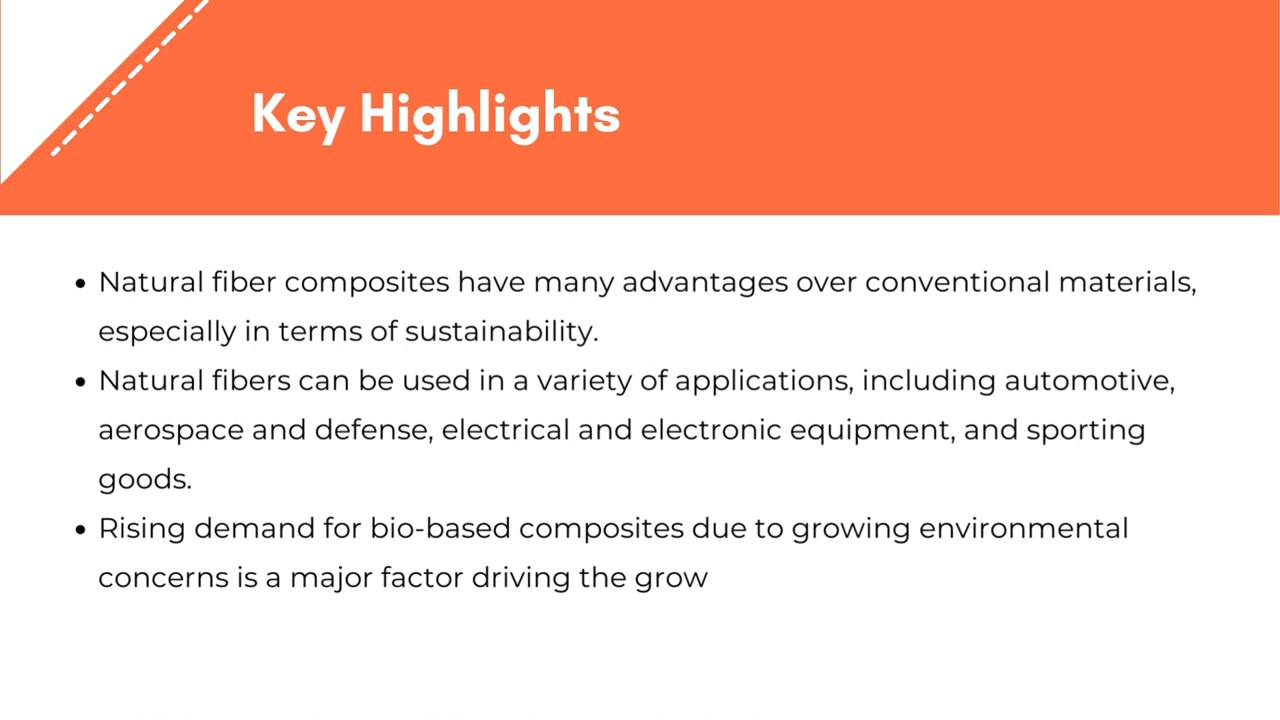 Key Highlights
• Natural fiber composites have many advantages over conventional materials,
especially in terms of sustainability.
• Natural fibers can be used in a variety of applications, including automotive,
aerospace and defense, electrical and electronic equipment, and sporting
goods.
• Rising demand for bio-based composites due to growing environmental
concerns is a major factor driving the grow